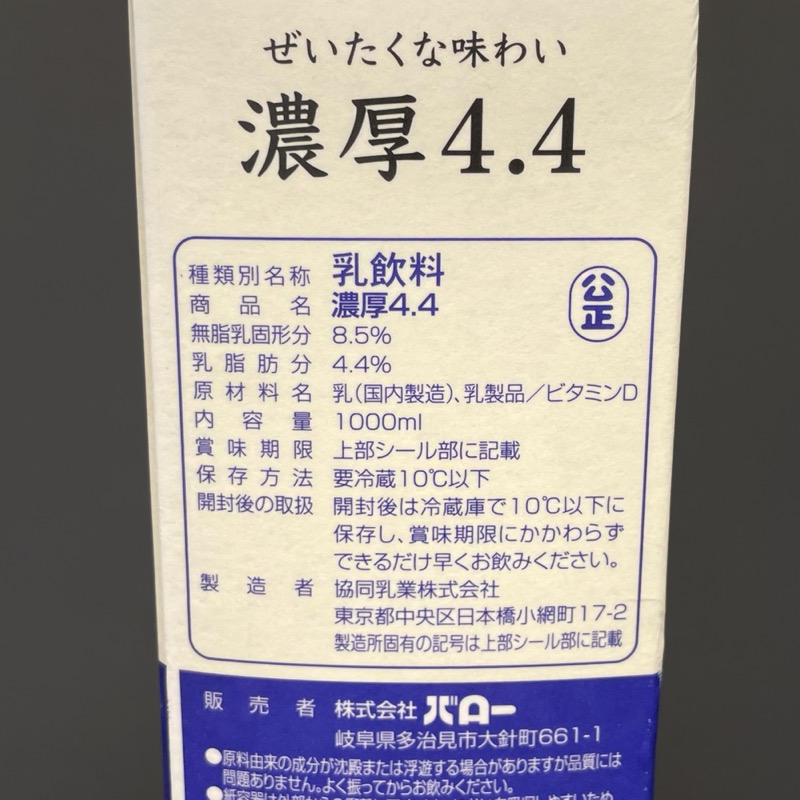 ぜいたくな味わい
濃厚4.4
公正
種類別名称 乳飲料
商品名 濃厚4.4
無脂乳固形分 8.5%
乳脂肪分 4.4%
原材料名 乳(国内製造)、乳製品/ビタミンD
内容量 1000ml
賞味期限 上部シール部に記載
保存方法 要冷蔵10℃以下
開封後の取扱 開封後は冷蔵庫で10℃以下に
保存し、賞味期限にかかわらず
できるだけ早くお飲みください。
製造者 協同乳業株式会社
東京都中央区日本橋小網町17-2
製造所固有の記号は上部シール部に記載
販売者 株式会社バロー
岐阜県多治見市大針町661-1
●原料由来の成分が沈殿または浮遊する場合がありますが品質には
問題ありません。よく振ってからお飲みください。